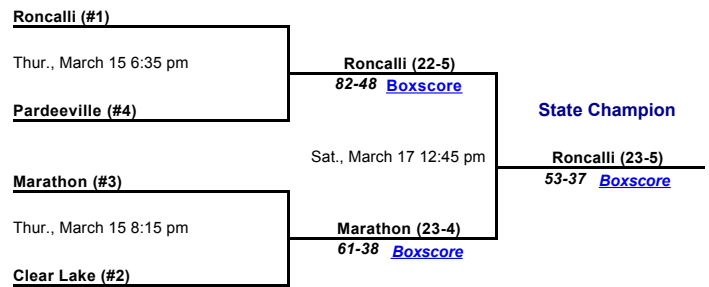 Roncalli (#1)
Thur., March 15 6:35 pm
Roncalli (22-5)
82-48 Boxscore
Pardeeville (#4)
State Champion
Sat., March 17 12:45 pm
Roncalli (23-5)
53-37 Boxscore
Marathon (#3)
Thur., March 15 8:15 pm
Marathon (23-4)
61-38 Boxscore
Clear Lake (#2)